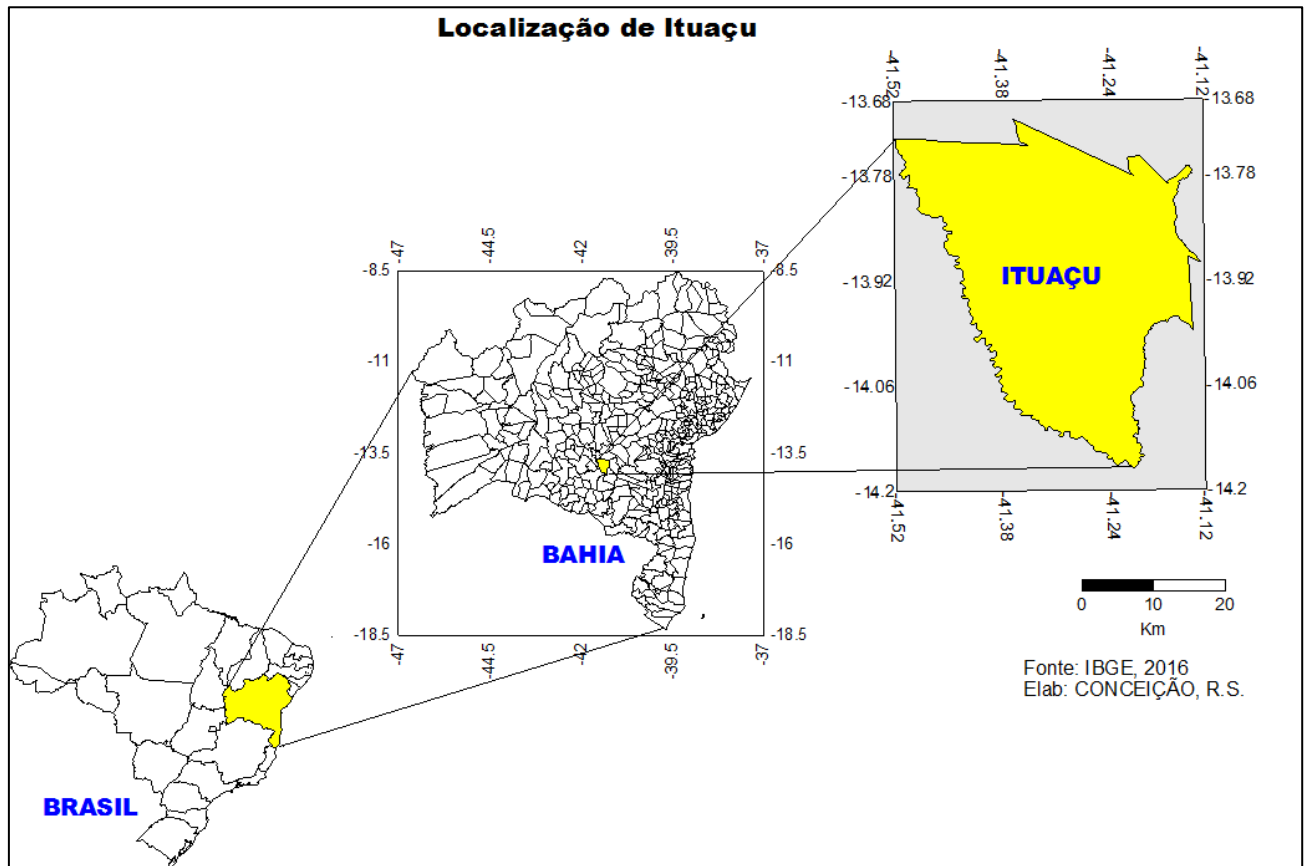 Localização de Ituaçu
-41.52 -41.38 -41.24 -41.12
-13.68 -13.68
-13.78 -13.78
ITUAÇU
-13.92 -13.92
-14.06 -14.06
-14.2 -14.2
-41.52 -41.38 -41.24 -41.12
-47 -44.5 -42 -39.5 -37
-8.5 -8.5
-11 -11
-13.5 -13.5
-16 -16
BAHIA
-18.5 -18.5
-47 -44.5 -42 -39.5 -37
0 10 20
Km
Fonte: IBGE, 2016
Elab: CONCEIÇÃO, R.S.
BRASIL